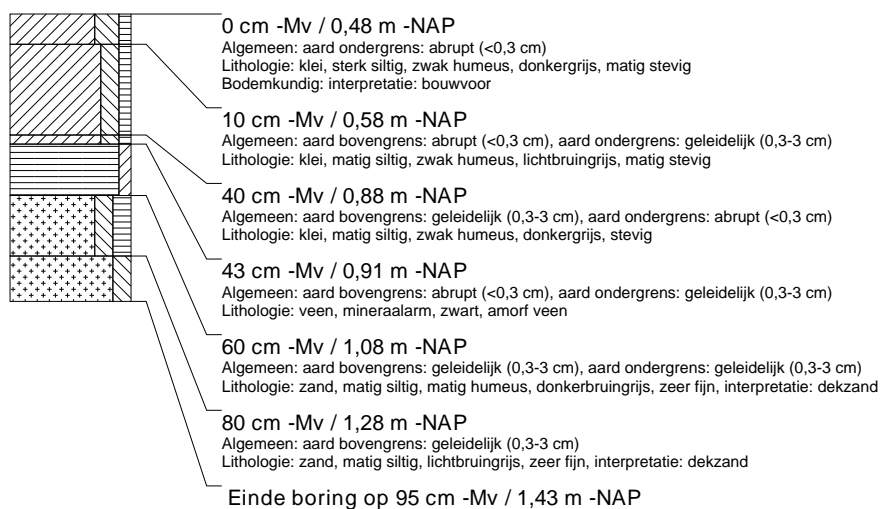 0 cm -Mv / 0,48 m -NAP
Algemeen: aard ondergrens: abrupt (<0,3 cm)
Lithologie: klei, sterk siltig, zwak humeus, donkergrijs, matig stevig
Bodemkundig: interpretatie: bouwvoor
10 cm -Mv / 0,58 m -NAP
Algemeen: aard bovengrens: abrupt (<0,3 cm), aard ondergrens: geleidelijk (0,3-3 cm)
Lithologie: klei, matig siltig, zwak humeus, lichtbruingrijs, matig stevig
40 cm -Mv / 0,88 m -NAP
Algemeen: aard bovengrens: geleidelijk (0,3-3 cm), aard ondergrens: abrupt (<0,3 cm)
Lithologie: klei, matig siltig, zwak humeus, donkergrijs, stevig
43 cm -Mv / 0,91 m -NAP
Algemeen: aard bovengrens: abrupt (<0,3 cm), aard ondergrens: geleidelijk (0,3-3 cm)
Lithologie: veen, mineraalarm, zwart, amorf veen
60 cm -Mv / 1,08 m -NAP
Algemeen: aard bovengrens: geleidelijk (0,3-3 cm), aard ondergrens: geleidelijk (0,3-3 cm)
Lithologie: zand, matig siltig, matig humeus, donkerbruingrijs, zeer fijn, interpretatie: dekzand
80 cm -Mv / 1,28 m -NAP
Algemeen: aard bovengrens: geleidelijk (0,3-3 cm)
Lithologie: zand, matig siltig, lichtbruingrijs, zeer fijn, interpretatie: dekzand
Einde boring op 95 cm -Mv / 1,43 m -NAP